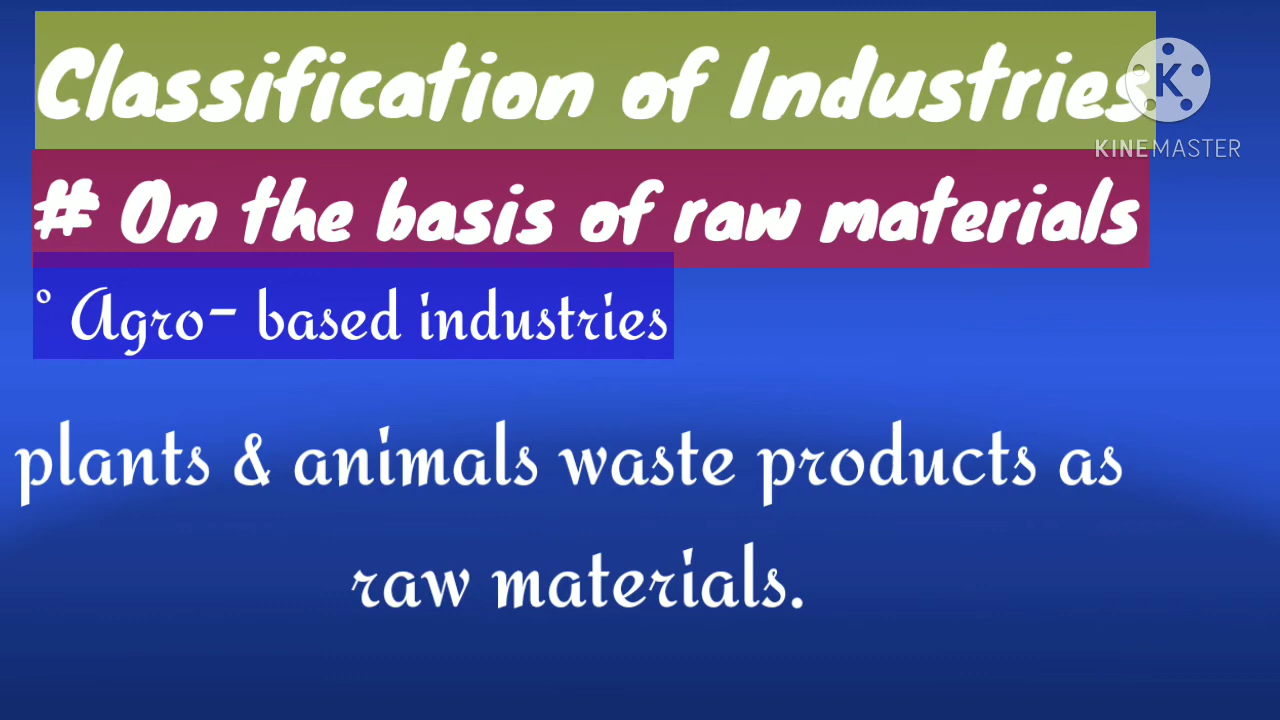 Classification of Industries
K
KINEMASTER
# On the basis of raw materials
° Agro- based industries
plants & animals waste products as
raw materials.